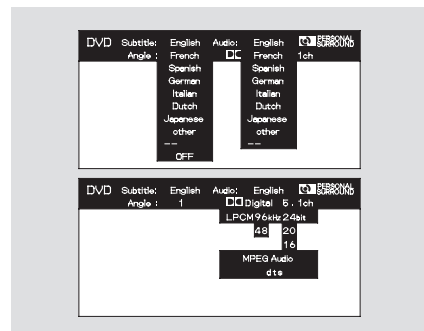 DVD Subtitle: English Audio: English PERSONAL SURROUND
Angle : French French 1ch
Spanish Spanish
German German
Italian Italian
Dutch Dutch
Japanese Japanese
other other
-- --
OFF
DVD Subtitle: English Audio: English PERSONAL SURROUND
Angle : 1 Digital 5 . 1ch
LPCM 96kHz 24bit
48 20
16
MPEG Audio
dts